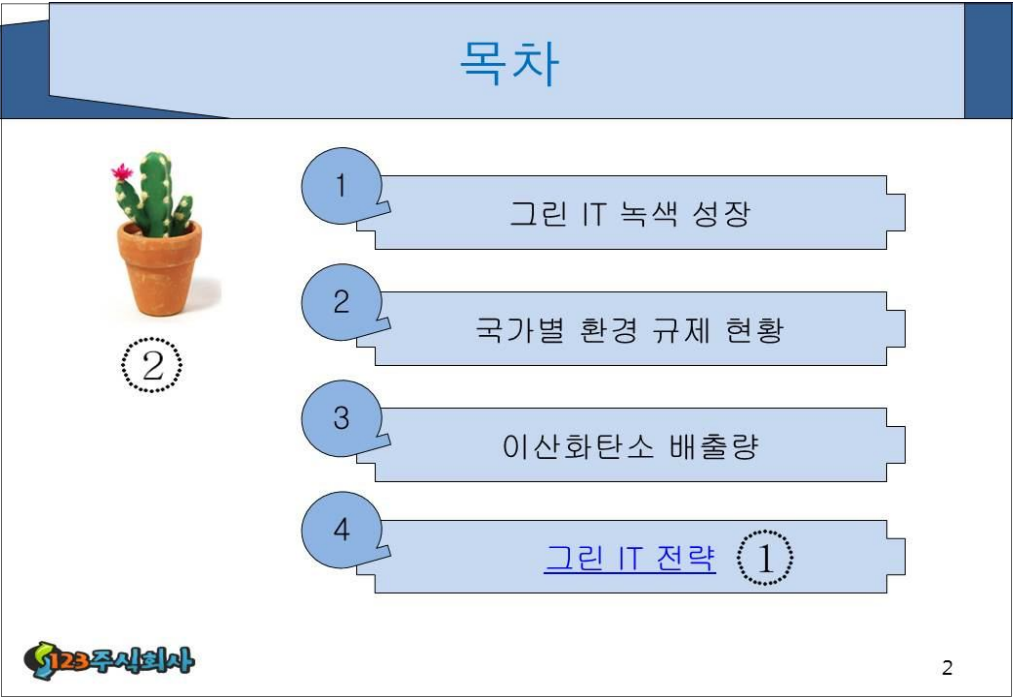 목차
1
그린 IT 녹색 성장
2
국가별 환경 규제 현황
3
이산화탄소 배출량
4
그린 IT 전략 ①
②
123주식회사
2